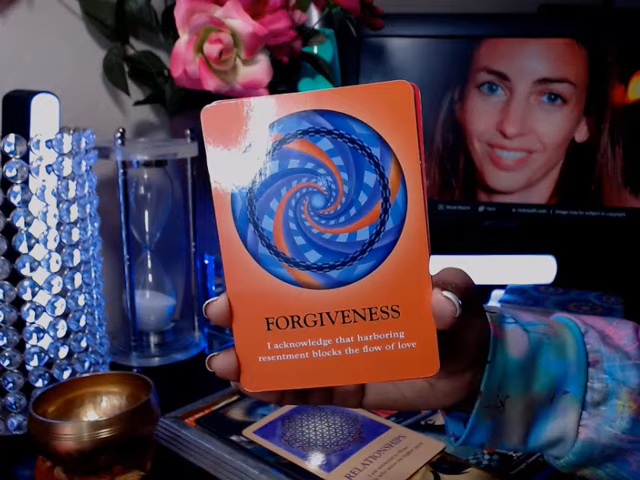 FORGIVENESS
I acknowledge that harboring
resentment blocks the flow of love
RELATIONSHIPS